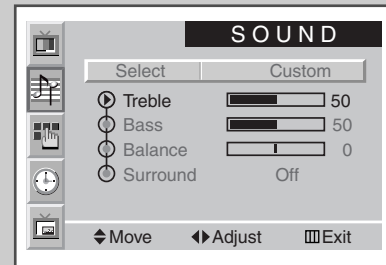 SOUND
Select Custom
Treble 50
Bass 50
Balance 0
Surround Off
Move Adjust Exit